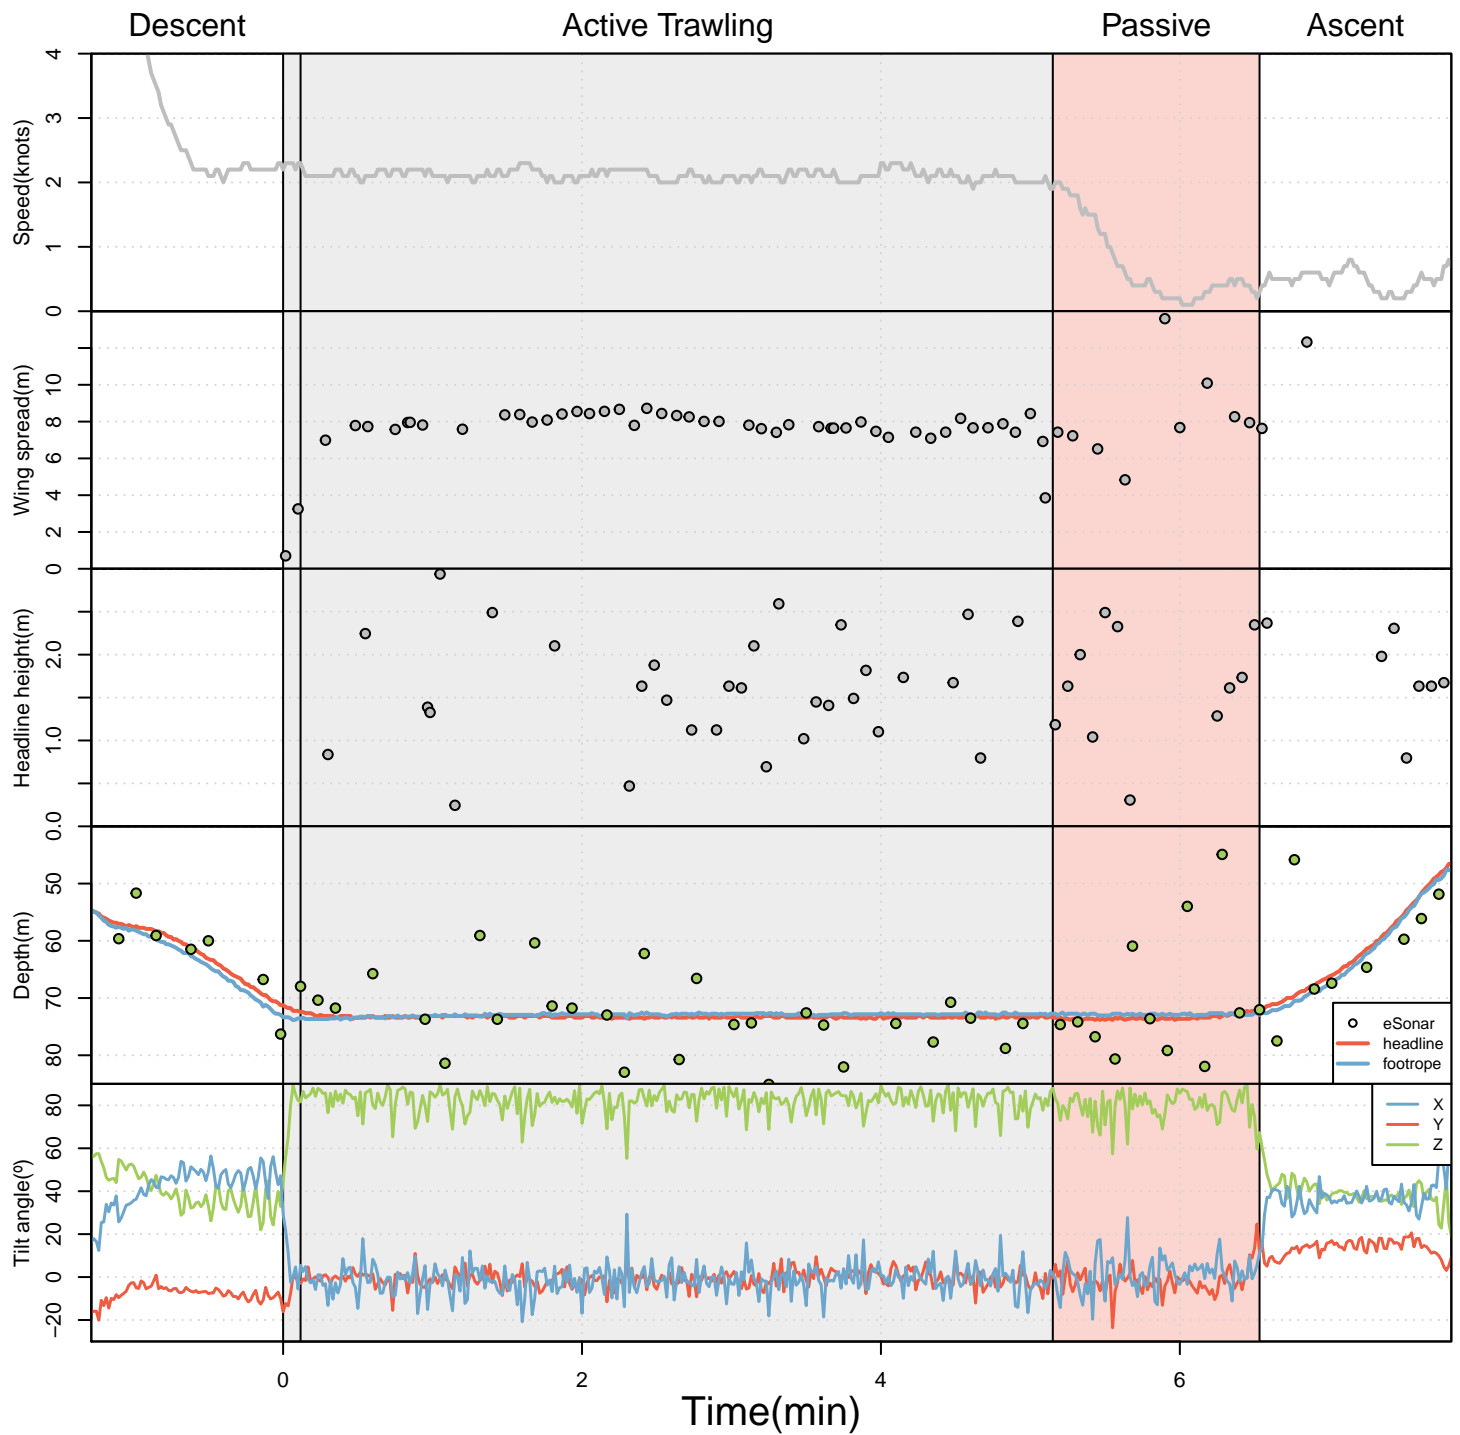 Descent Active Trawling Passive Ascent
Speed(knots)
4
3
2
1
0
Wing spread(m)
10
8
6
4
2
0
Headline height(m)
2.0
1.0
0.0
Depth(m)
50
60
70
80
eSonar
headline
footrope
Tilt angle(º)
80
60
40
20
0
−20
X
Y
Z
0 2 4 6
Time(min)